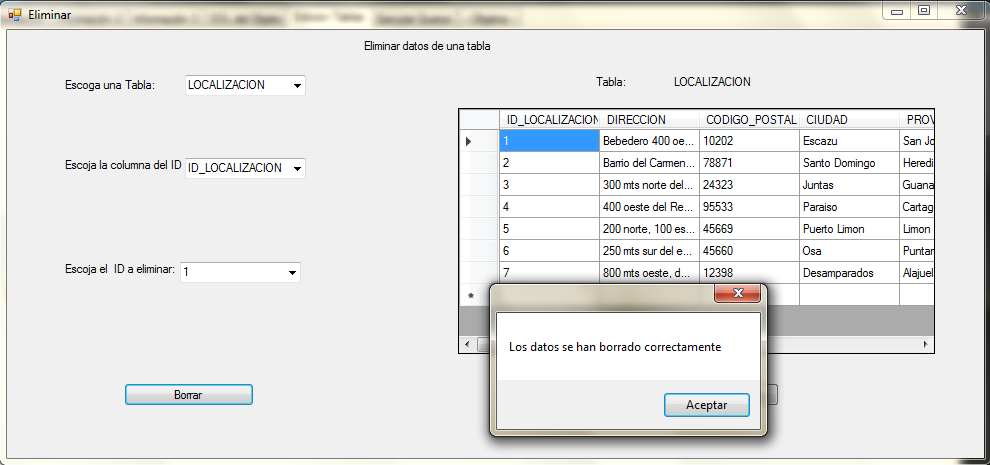 Eliminar
Eliminar datos de una tabla
Escoga una Tabla: LOCALIZACION
Tabla: LOCALIZACION
Escoja la columna del ID ID_LOCALIZACION
Escoja el ID a eliminar: 1
Borrar
ID_LOCALIZACION DIRECCION CODIGO_POSTAL CIUDAD PROV
1 Bebedero 400 oe... 10202 Escazu San Jo
2 Barrio del Carmen... 78871 Santo Domingo Heredi
3 300 mts norte del... 24323 Juntas Guana
4 400 oeste del Re... 95533 Paraiso Cartag
5 200 norte, 100 es... 45669 Puerto Limon Limon
6 250 mts sur del e... 45660 Osa Puntar
7 800 mts oeste, d... 12398 Desamparados Alajuel
Los datos se han borrado correctamente
Aceptar